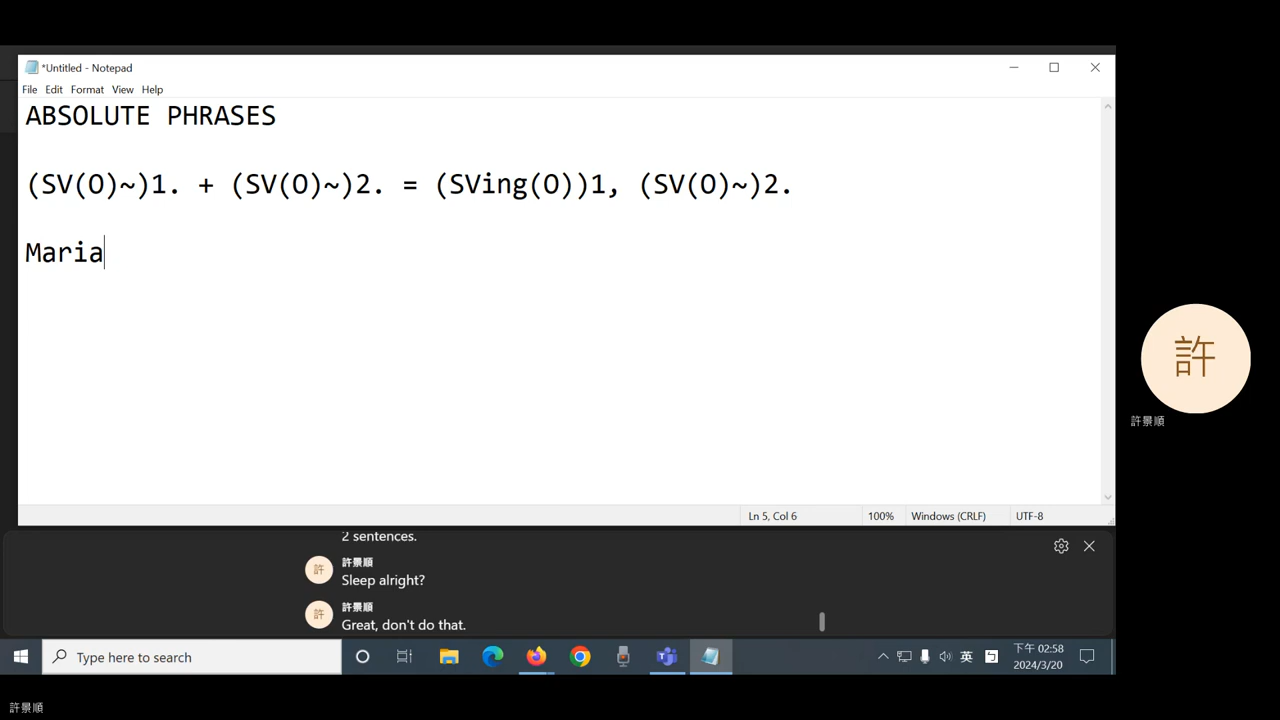 *Untitled - Notepad
File Edit Format View Help
ABSOLUTE PHRASES
(SV(O)~)1. + (SV(O)~)2. = (SVing(O))1, (SV(O)~)2.
Maria
Ln 5, Col 6 100% Windows (CRLF) UTF-8
2 sentences.
許 許景順
Sleep alright?
許 許景順
Great, don't do that.
許
許景順
Type here to search
英
下午 02:58
2024/3/20
許景順